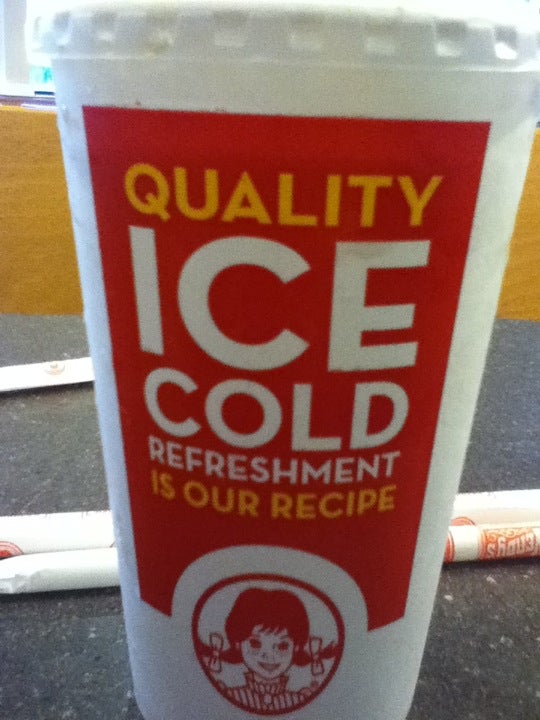 QUALITY
ICE
COLD
REFRESHMENT
IS OUR RECIPE